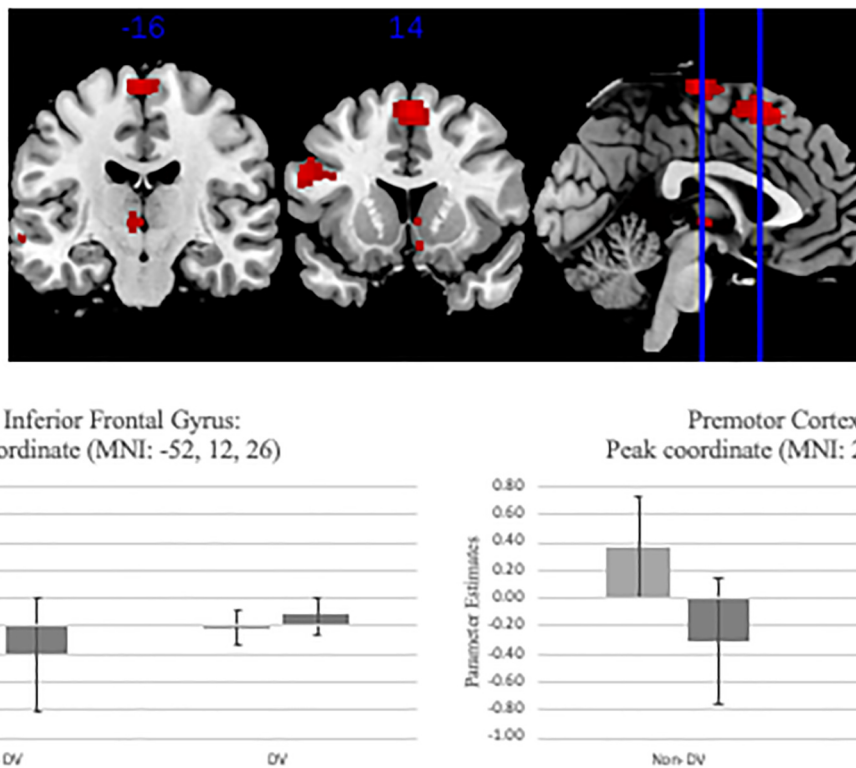 -16 14
Inferior Frontal Gyrus:
ordinate (MNI: -52, 12, 26)
DV DV
Premotor Cortex
Peak coordinate (MNI: 2
Parameter Estimates
0.80
0.60
0.40
0.20
0.00
-0.20
-0.40
-0.60
-0.80
-1.00
Non-DV